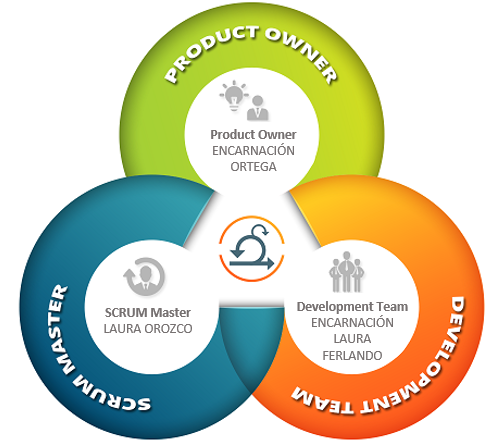 PRODUCT OWNER
Product Owner
ENCARNACIÓN
ORTEGA
SCRUM MASTER
SCRUM Master
LAURA OROZCO
Development Team
ENCARNACIÓN
LAURA
FERLANDO
DEVELOPMENT TEAM